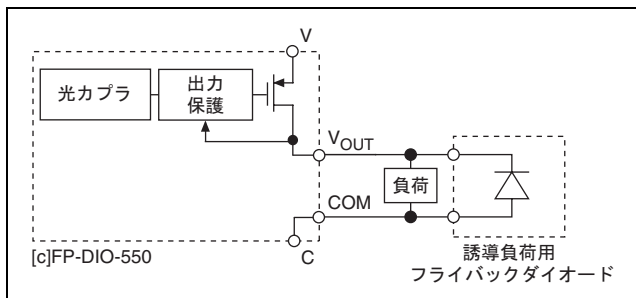 V
光カプラ
出力
保護
VOUT
負荷
COM
[c]FP-DIO-550
C
誘導負荷用
フライバックダイオード